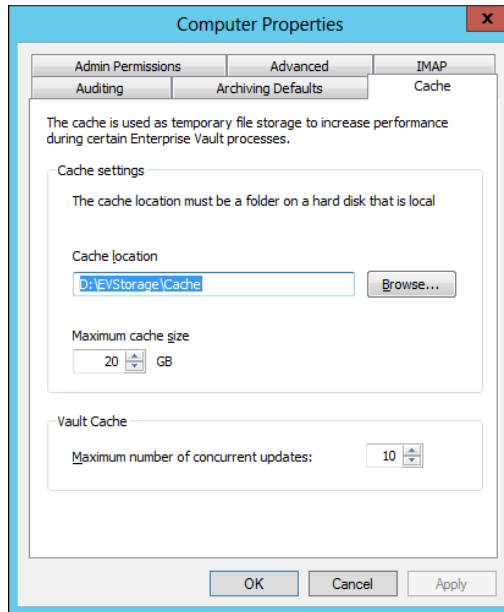 Computer Properties
x
Admin Permissions
Advanced
IMAP
Auditing
Archiving Defaults
Cache
The cache is used as temporary file storage to increase performance
during certain Enterprise Vault processes.
Cache settings
The cache location must be a folder on a hard disk that is local
Cache location
D:\EVStorage\Cache
Browse...
Maximum cache size
20 GB
Vault Cache
Maximum number of concurrent updates: 10
OK
Cancel
Apply